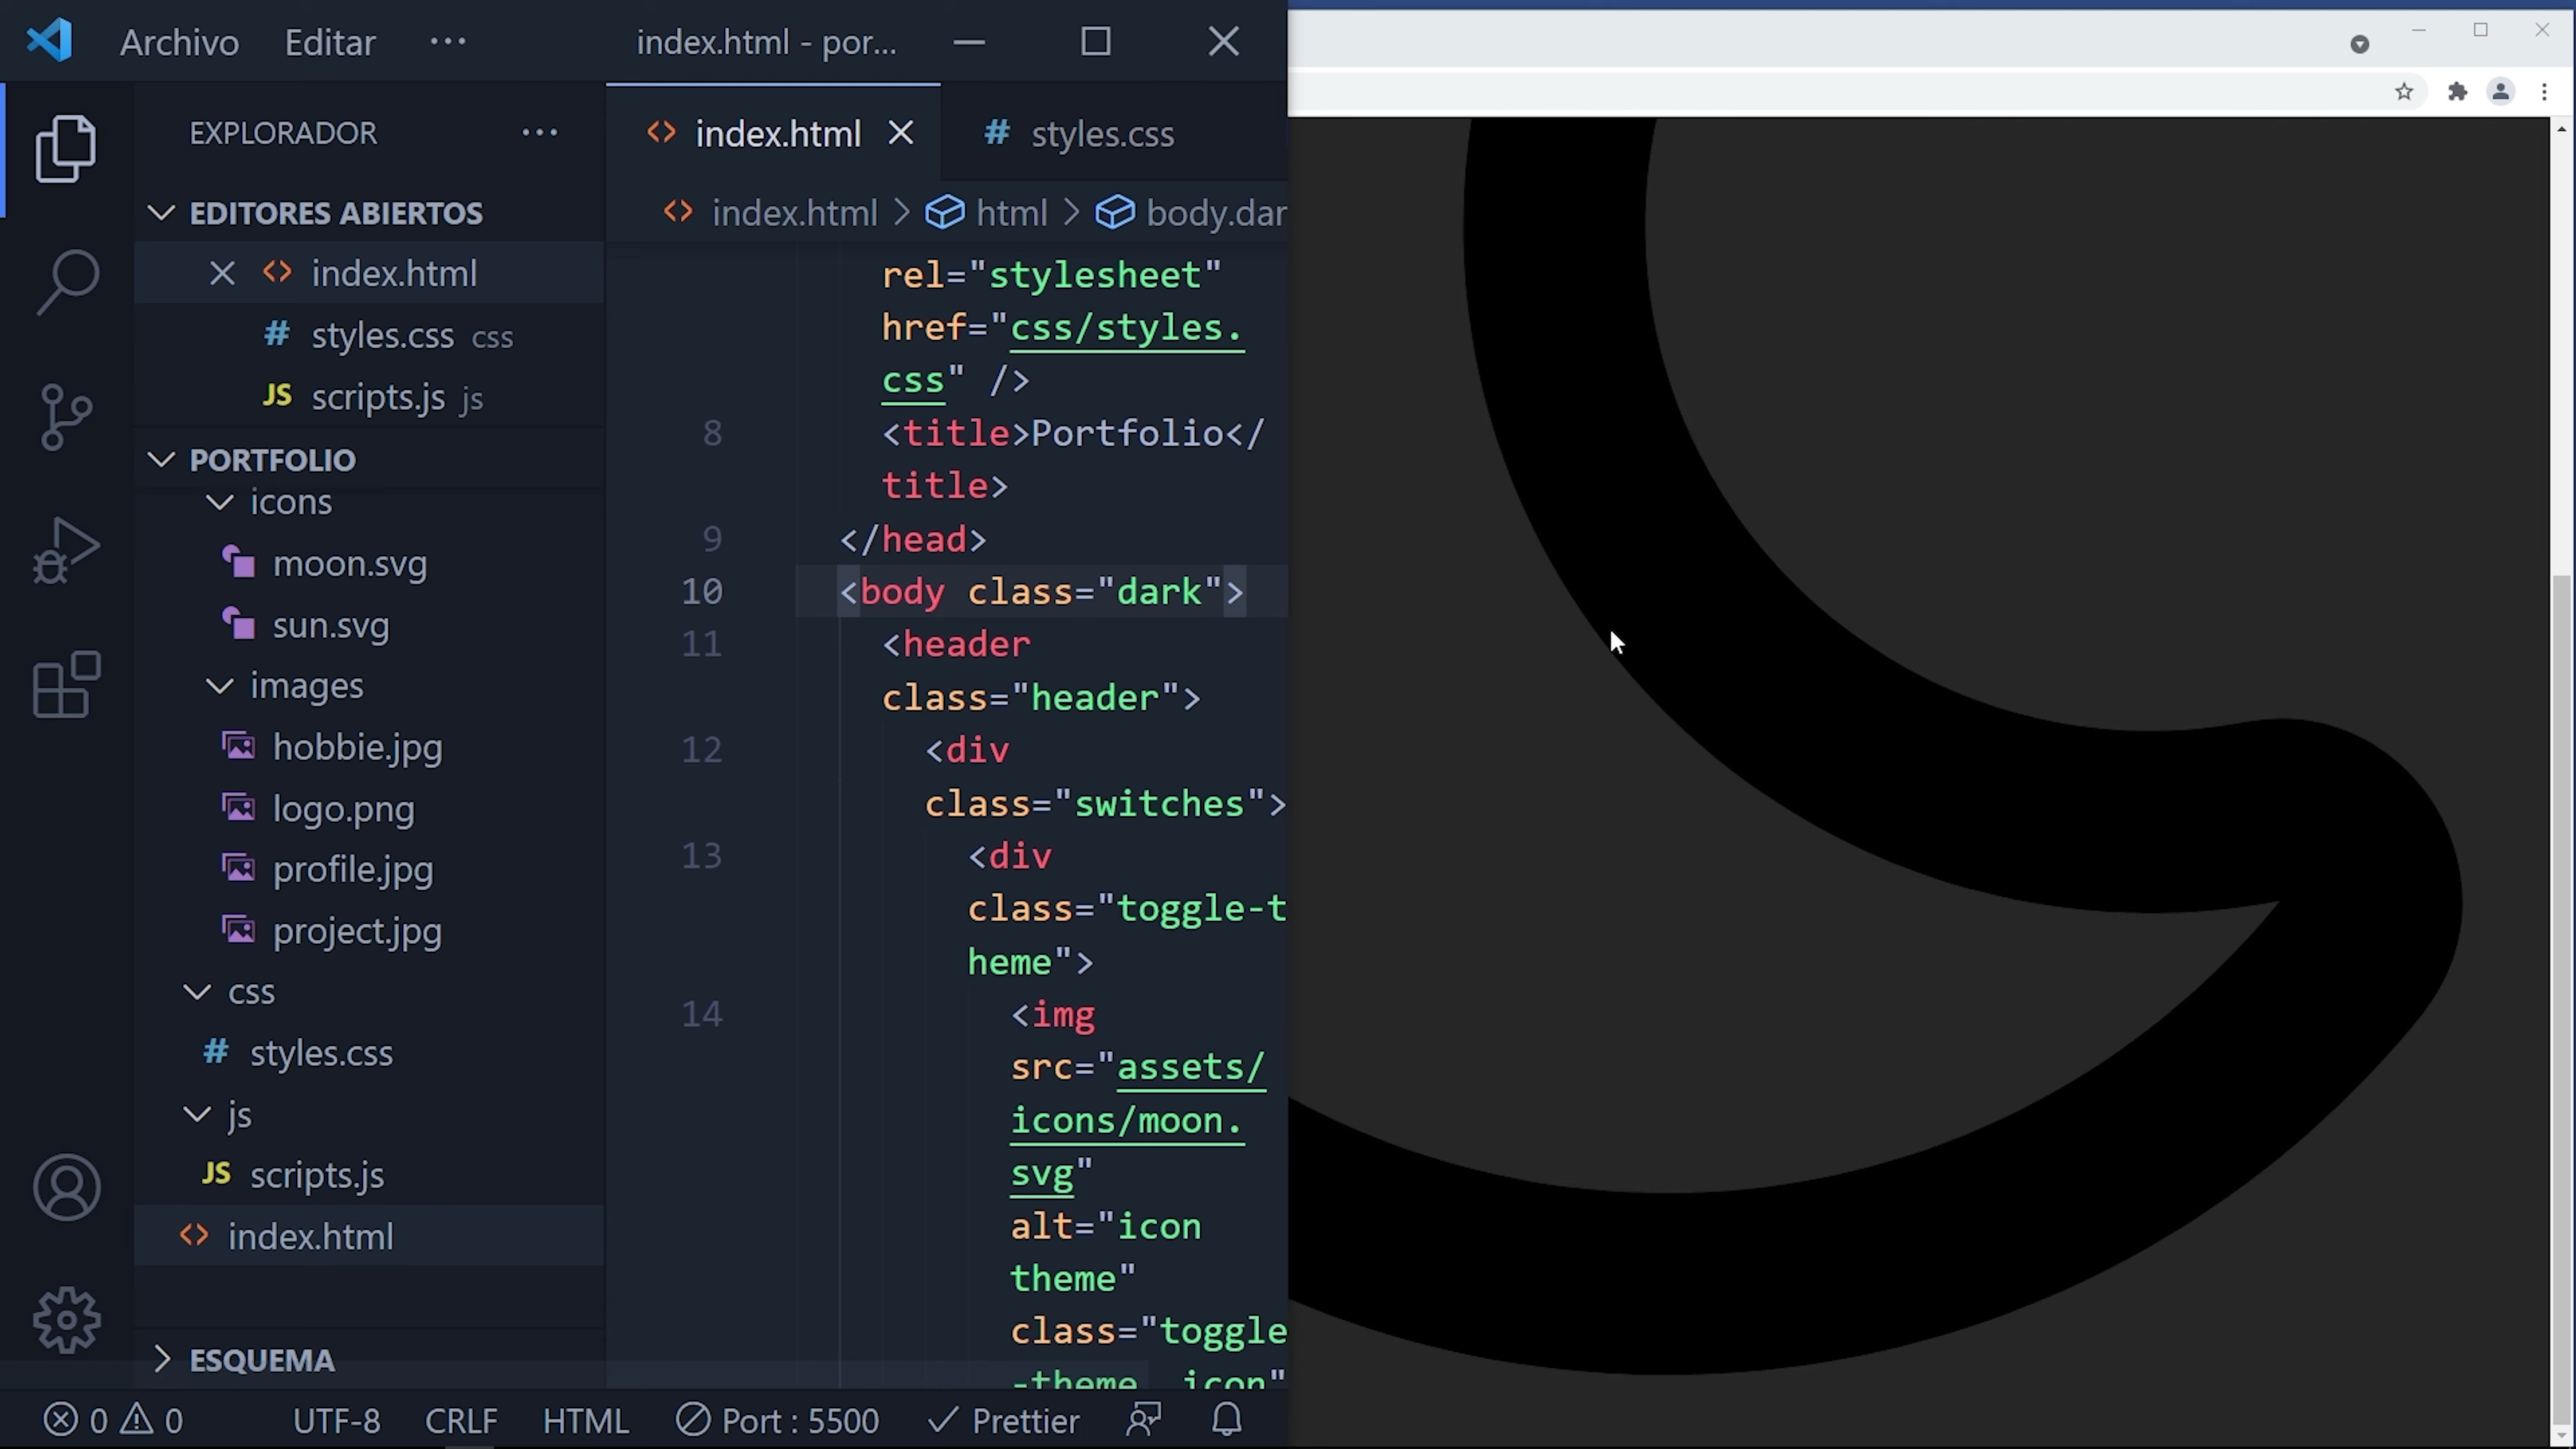 Archivo Editar ··· index.html - por...
EXPLORADOR ···
EDITORES ABIERTOS
index.html
styles.css css
scripts.js js
PORTFOLIO
icons
moon.svg
sun.svg
images
hobbie.jpg
logo.png
profile.jpg
project.jpg
css
styles.css
js
JS scripts.js
index.html
ESQUEMA
index.html
# styles.css
index.html > html > body.dar
rel="stylesheet"
href="css/styles.
css" />
8 <title>Portfolio</
title>
9 </head>
10 <body class="dark">
11 <header
class="header">
12 <div
class="switches">
13 <div
class="toggle-t
heme">
14 <img
src="assets/
icons/moon.
svg"
alt="icon
theme"
class="toggle
-theme__icon"
0 0 UTF-8 CRLF HTML Port : 5500 Prettier